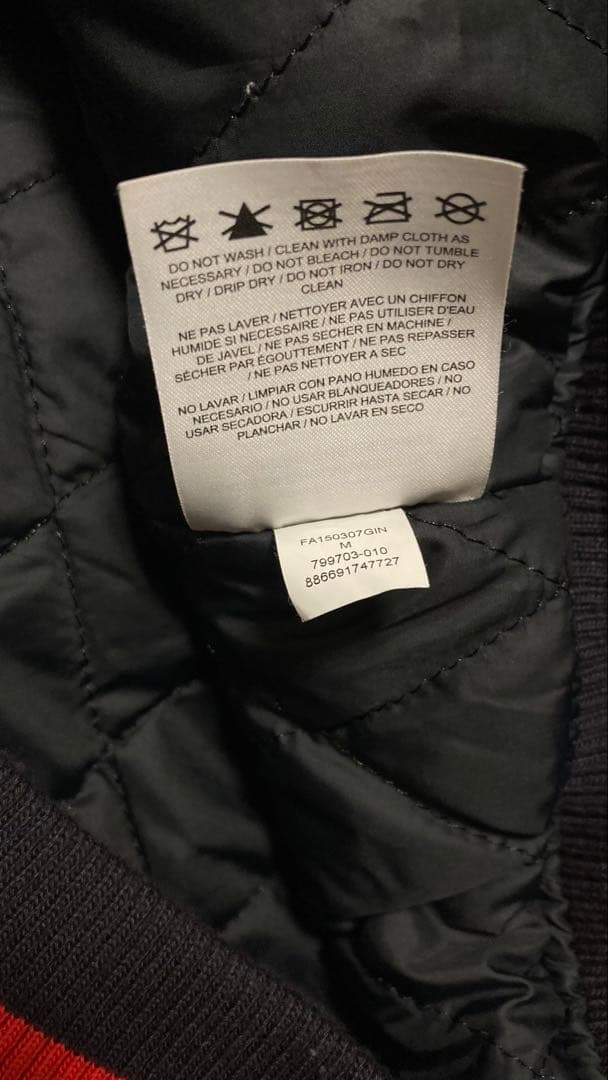 DO NOT WASH / CLEAN WITH DAMP CLOTH AS
NECESSARY / DO NOT BLEACH / DO NOT TUMBLE
DRY / DRIP DRY / DO NOT IRON / DO NOT DRY
CLEAN
NE PAS LAVER / NETTOYER AVEC UN CHIFFON
HUMIDE SI NECESSAIRE / NE PAS UTILISER D'EAU
DE JAVEL / NE PAS SÉCHER EN MACHINE /
SÉCHER PAR ÉGOUTTEMENT / NE PAS REPASSER
/ NE PAS NETTOYER A SEC
NO LAVAR / LIMPIAR CON PANO HUMEDO EN CASO
NECESARIO / NO USAR BLANQUEADORES / NO
USAR SECADORA / ESCURRIR HASTA SECAR / NO
PLANCHAR / NO LAVAR EN SECO
FA150307GIN
M
799703-010
886691747727